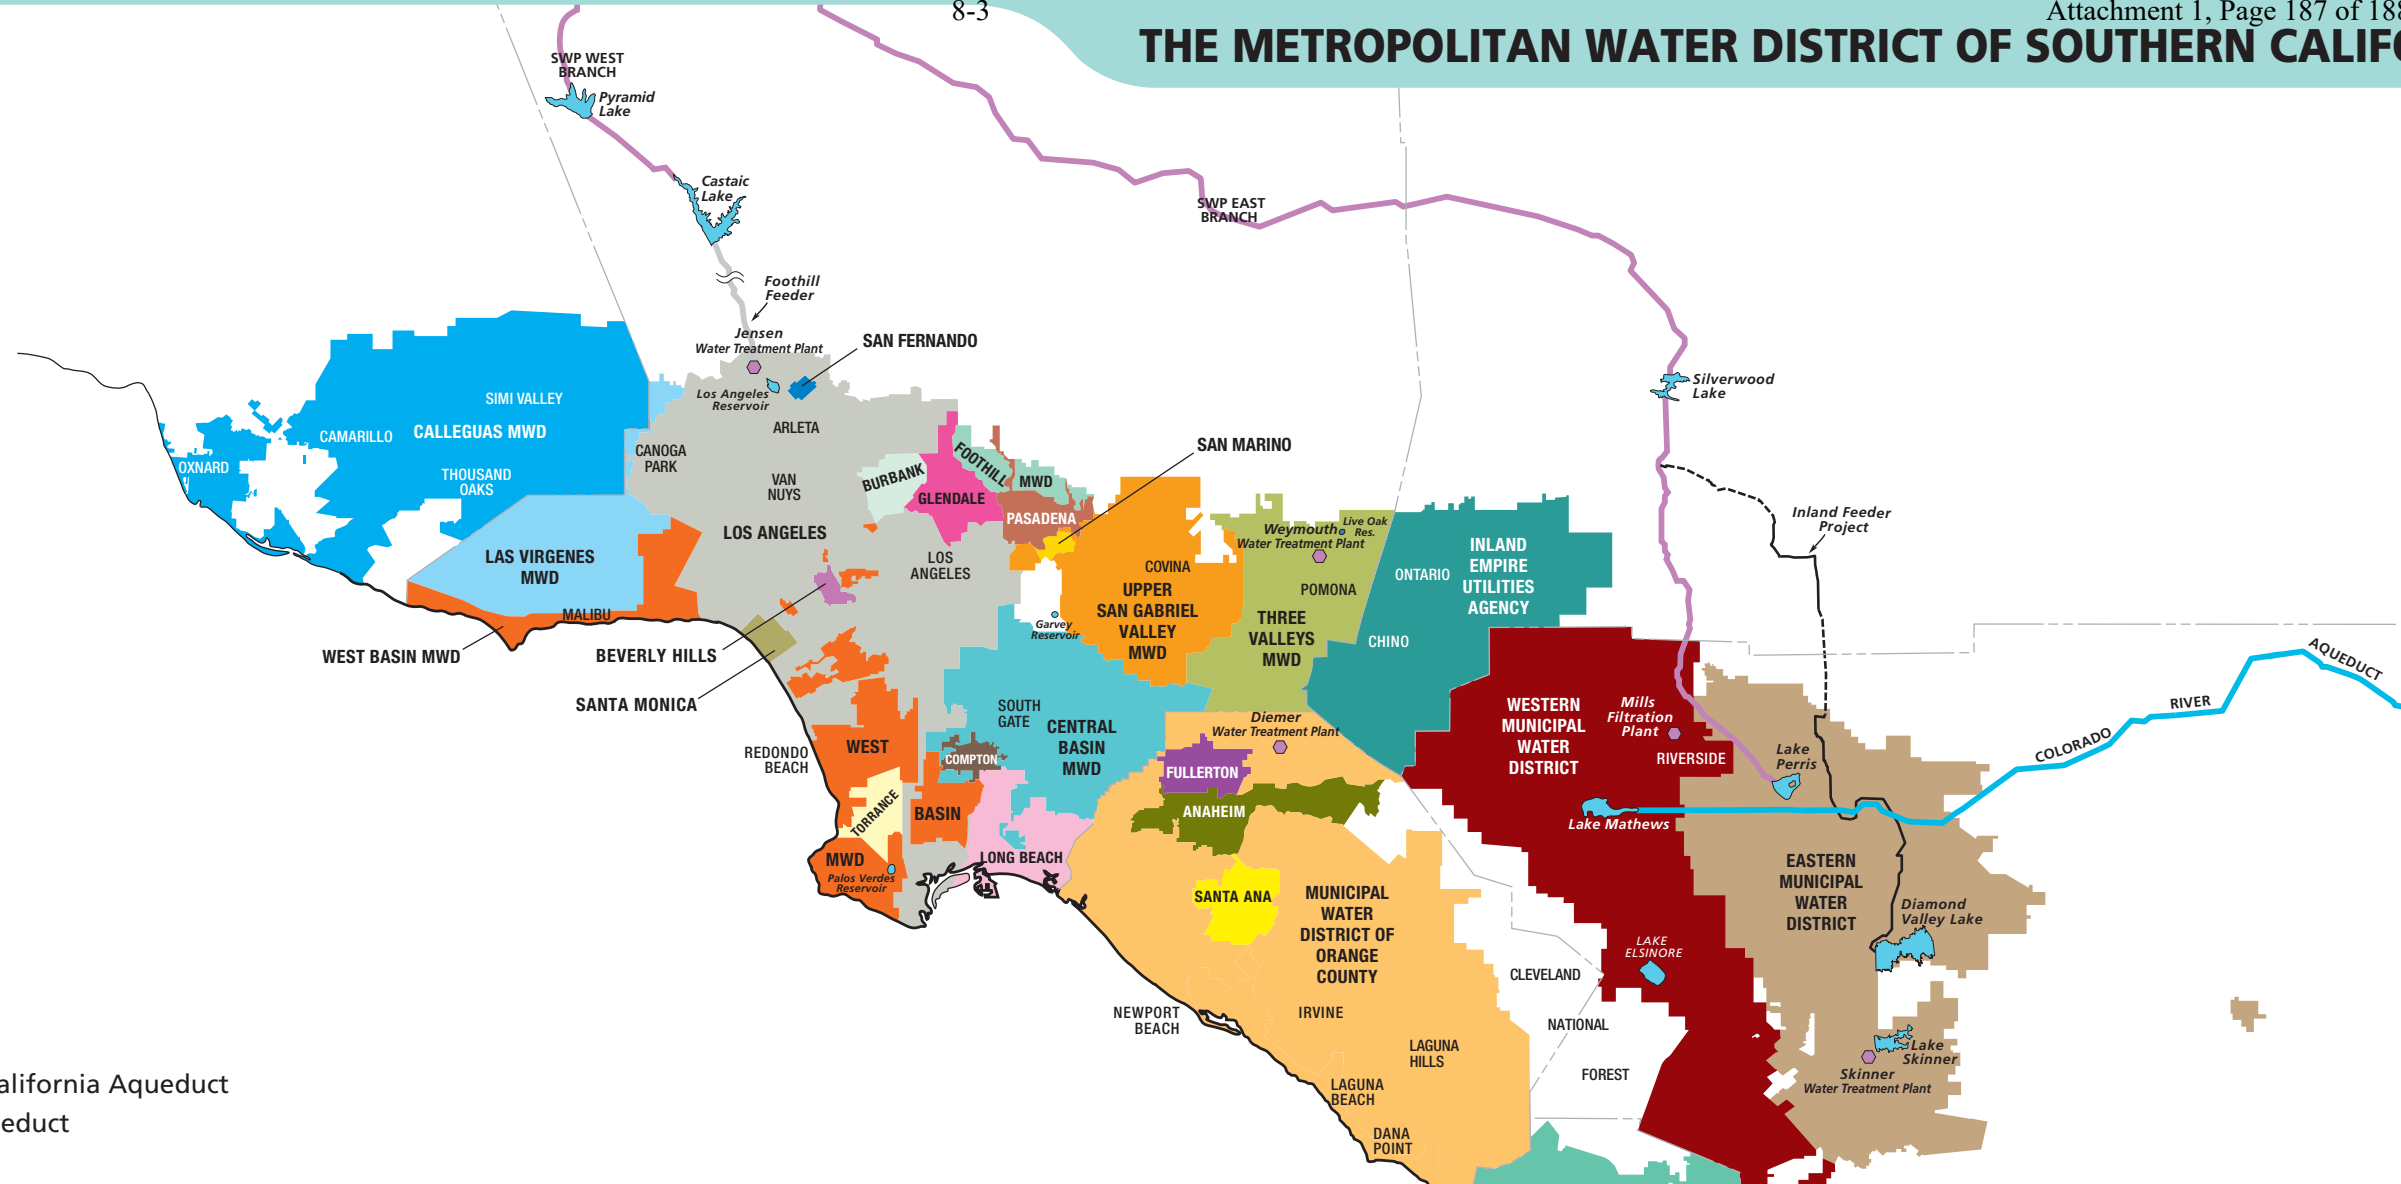 8-3
Attachment 1, Page 187 of 188
THE METROPOLITAN WATER DISTRICT OF SOUTHERN CALIFO
SWP WEST
BRANCH
Pyramid
Lake
Castaic
Lake
SWP EAST
BRANCH
Foothill
Feeder
Jensen
Water Treatment Plant
SAN FERNANDO
Los Angeles
Reservoir
Silverwood
Lake
SIMI VALLEY
CAMARILLO
CALLEGUAS MWD
OXNARD
THOUSAND
OAKS
CANOGA
PARK
ARLETA
VAN
NUYS
LOS ANGELES
BURBANK
GLENDALE
FOOTHILL
MWD
PASADENA
SAN MARINO
LOS
ANGELES
LAS VIRGENES
MWD
MALIBU
WEST BASIN MWD
BEVERLY HILLS
SANTA MONICA
Garvey
Reservoir
COVINA
UPPER
SAN GABRIEL
VALLEY
MWD
Weymouth
Water Treatment Plant
Live Oak
Res.
POMONA
THREE
VALLEYS
MWD
ONTARIO
INLAND
EMPIRE
UTILITIES
AGENCY
CHINO
Inland Feeder
Project
REDONDO
BEACH
WEST
TORRANCE
BASIN
MWD
Palos Verdes
Reservoir
COMPTON
SOUTH
GATE
CENTRAL
BASIN
MWD
LONG BEACH
Diemer
Water Treatment Plant
FULLERTON
ANAHEIM
SANTA ANA
MUNICIPAL
WATER
DISTRICT OF
ORANGE
COUNTY
WESTERN
MUNICIPAL
WATER
DISTRICT
Mills
Filtration
Plant
RIVERSIDE
Lake
Perris
Lake Mathews
COLORADO
RIVER
AQUEDUCT
EASTERN
MUNICIPAL
WATER
DISTRICT
Diamond
Valley Lake
LAKE
ELSINORE
CLEVELAND
NATIONAL
FOREST
NEWPORT
BEACH
IRVINE
LAGUNA
HILLS
LAGUNA
BEACH
DANA
POINT
Lake
Skinner
Skinner
Water Treatment Plant
alifornia Aqueduct
educt